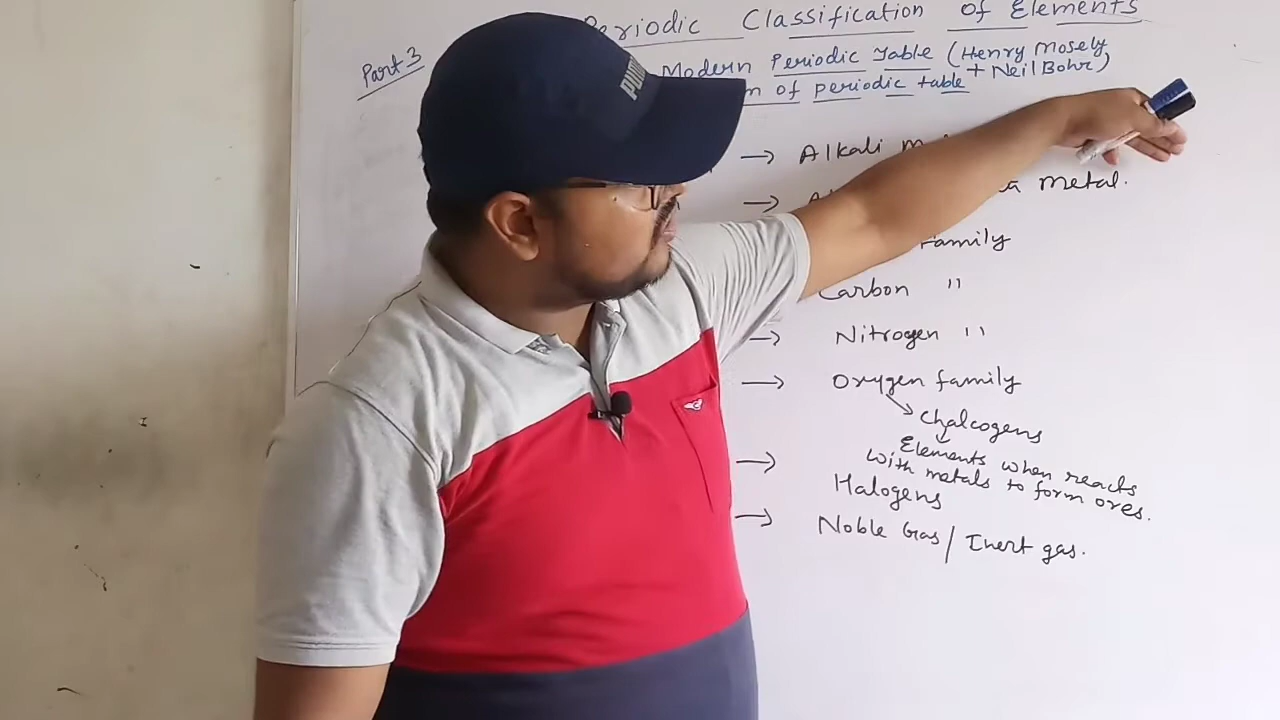 Periodic Classification of Elements
Part 3
Modern Periodic Table (Henry Mosely
+ Neil Bohr)
of periodic table
PUMA
→ Alkali
→ metal.
Family
Carbon "
→ Nitrogen "
→ Oxygen family
→ chalcogens
Elements when reacts
with metals to form ores.
→ Halogens
→ Noble Gas / Inert gas.